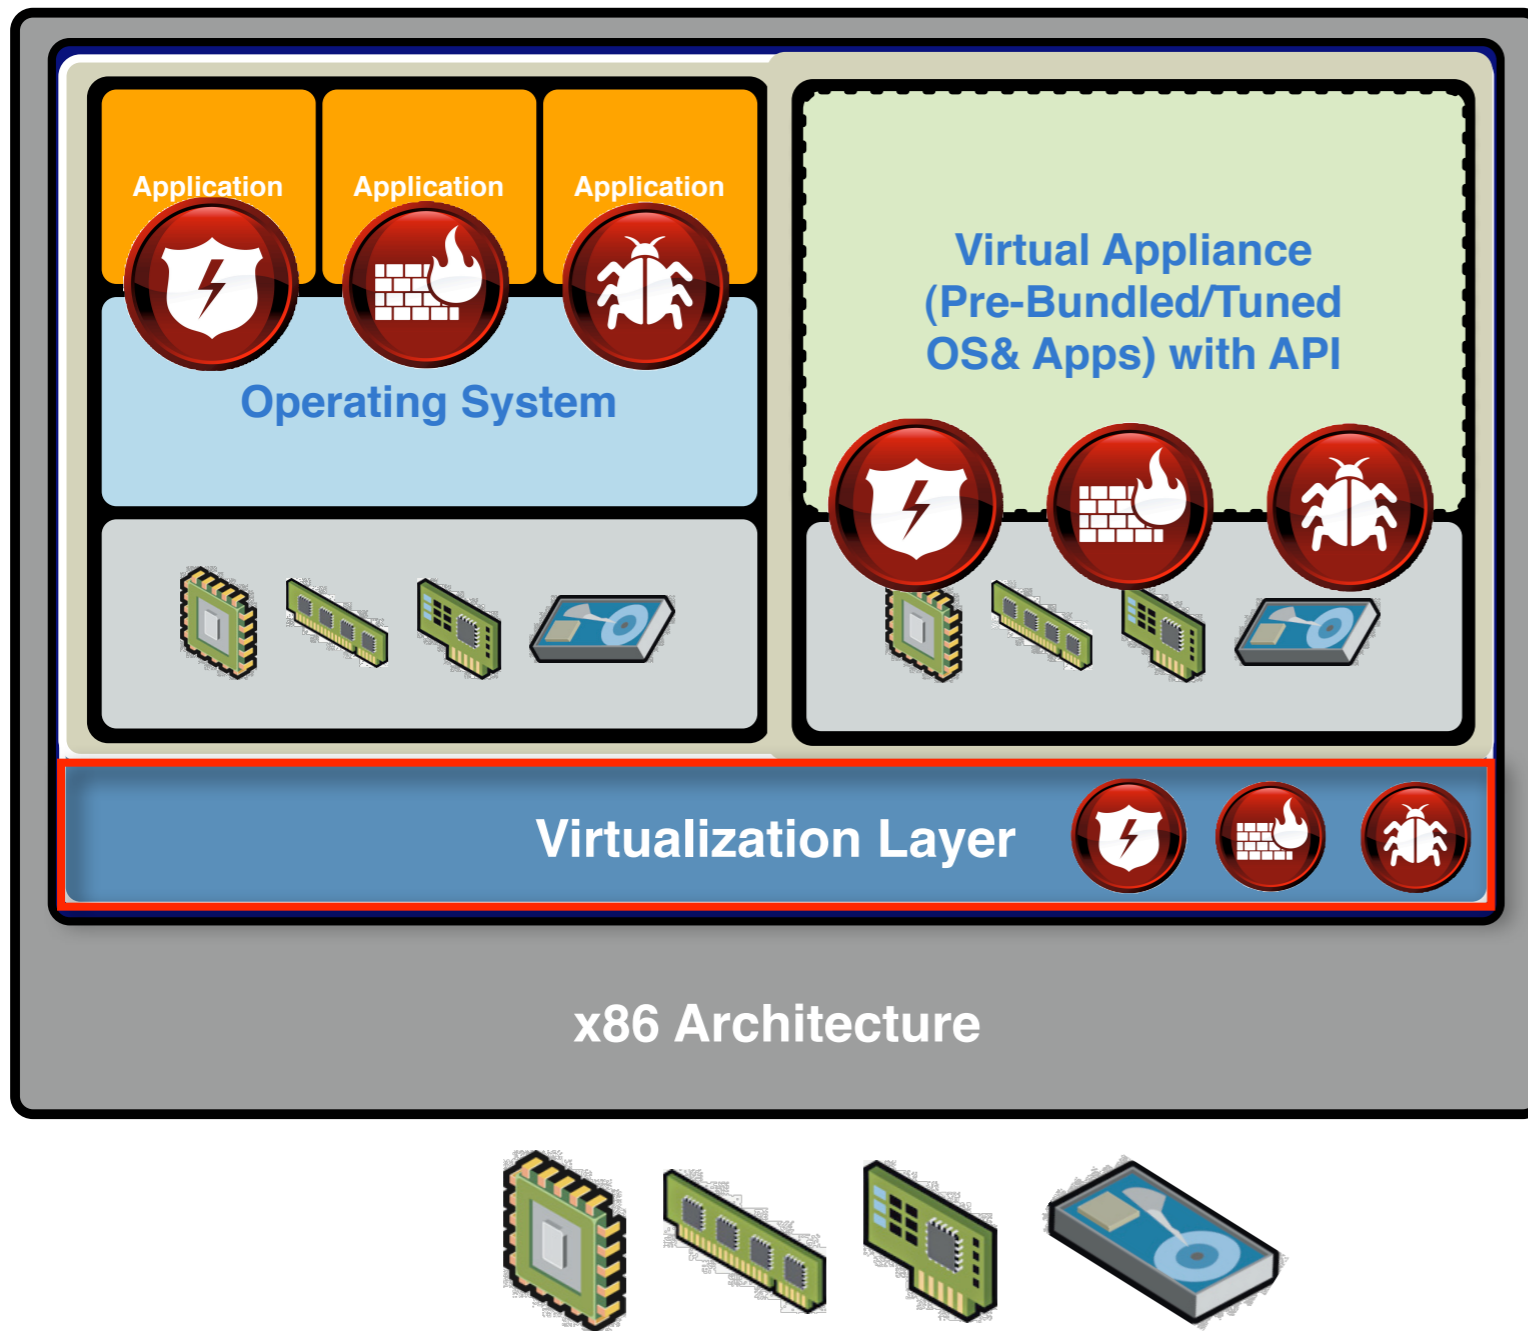 Application
Application
Application
Operating System
Virtual Appliance
(Pre-Bundled/Tuned
OS& Apps) with API
Virtualization Layer
x86 Architecture